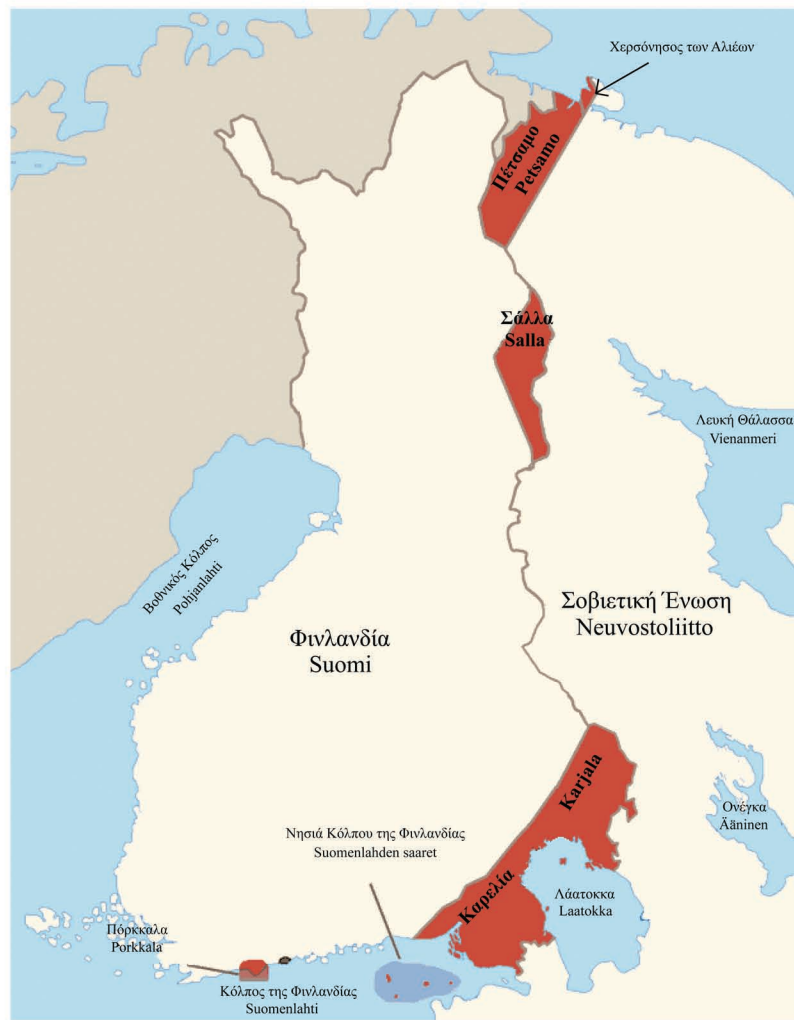 Χερσόνησος των Αλιέων
Πέτσαμο
Petsamo
Σάλλα
Salla
Λευκή Θάλασσα
Vienanmeri
Βοθνικός Κόλπος
Pohjanlahti
Σοβιετική Ένωση
Neuvostoliitto
Φινλανδία
Suomi
Karjala
Καρελία
Ονέγκα
Ääninen
Νησιά Κόλπου της Φινλανδίας
Suomenlahden saaret
Λάατοκκα
Laatokka
Πόρκκαλα
Porkkala
Κόλπος της Φινλανδίας
Suomenlahti